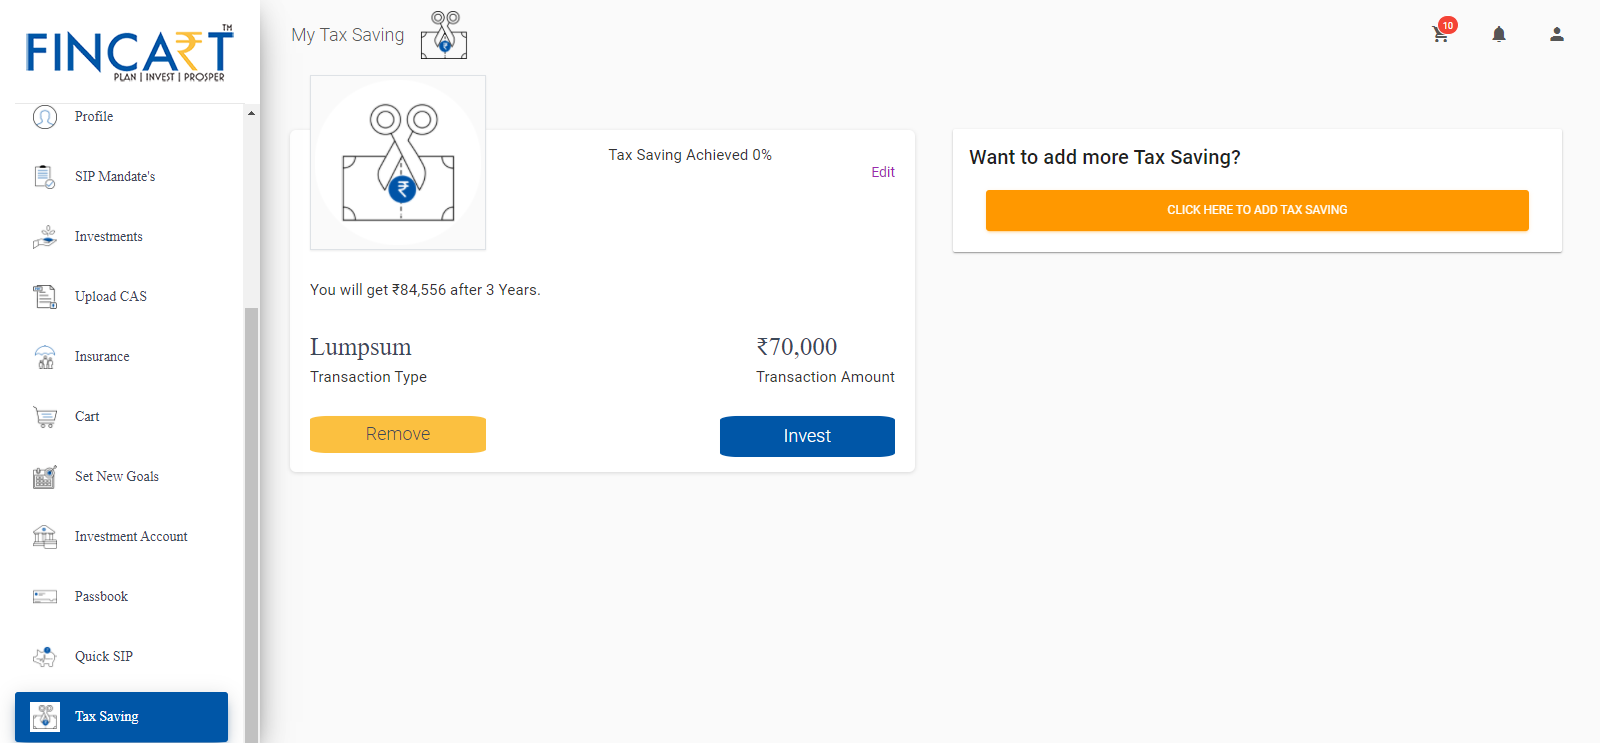 FINCART™
PLAN | INVEST | PROSPER
Profile
SIP Mandate's
Investments
Upload CAS
Insurance
Cart
Set New Goals
Investment Account
Passbook
Quick SIP
Tax Saving
My Tax Saving
10
Tax Saving Achieved 0%
Edit
You will get ₹84,556 after 3 Years.
Lumpsum
Transaction Type
₹70,000
Transaction Amount
Remove
Invest
Want to add more Tax Saving?
CLICK HERE TO ADD TAX SAVING